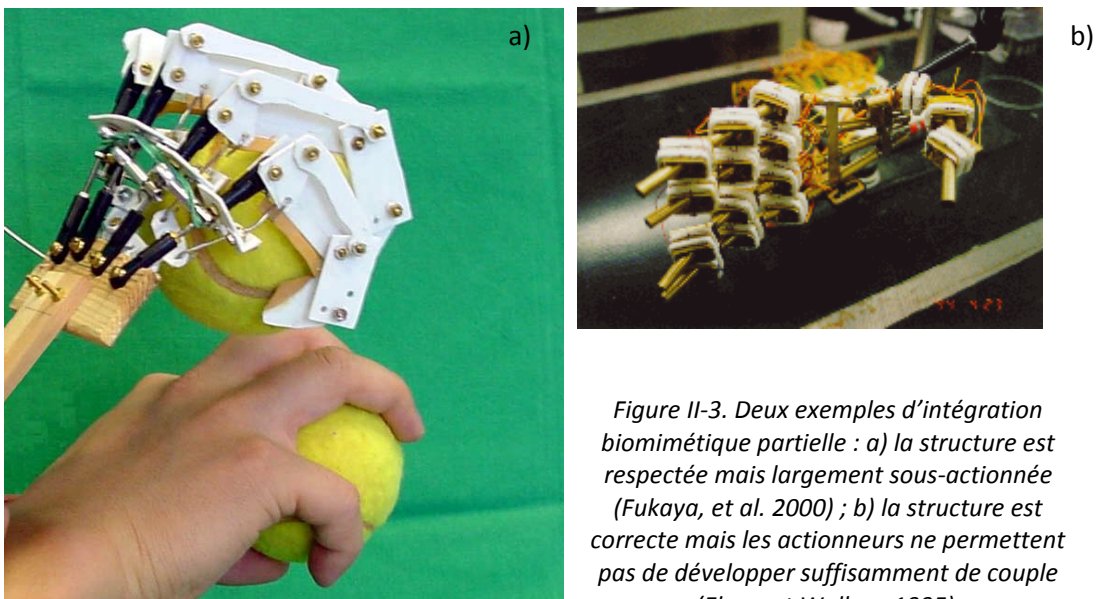 a)
b)
Figure II-3. Deux exemples d'intégration
biomimétique partielle : a) la structure est
respectée mais largement sous-actionnée
(Fukaya, et al. 2000) ; b) la structure est
correcte mais les actionneurs ne permettent
pas de développer suffisamment de couple